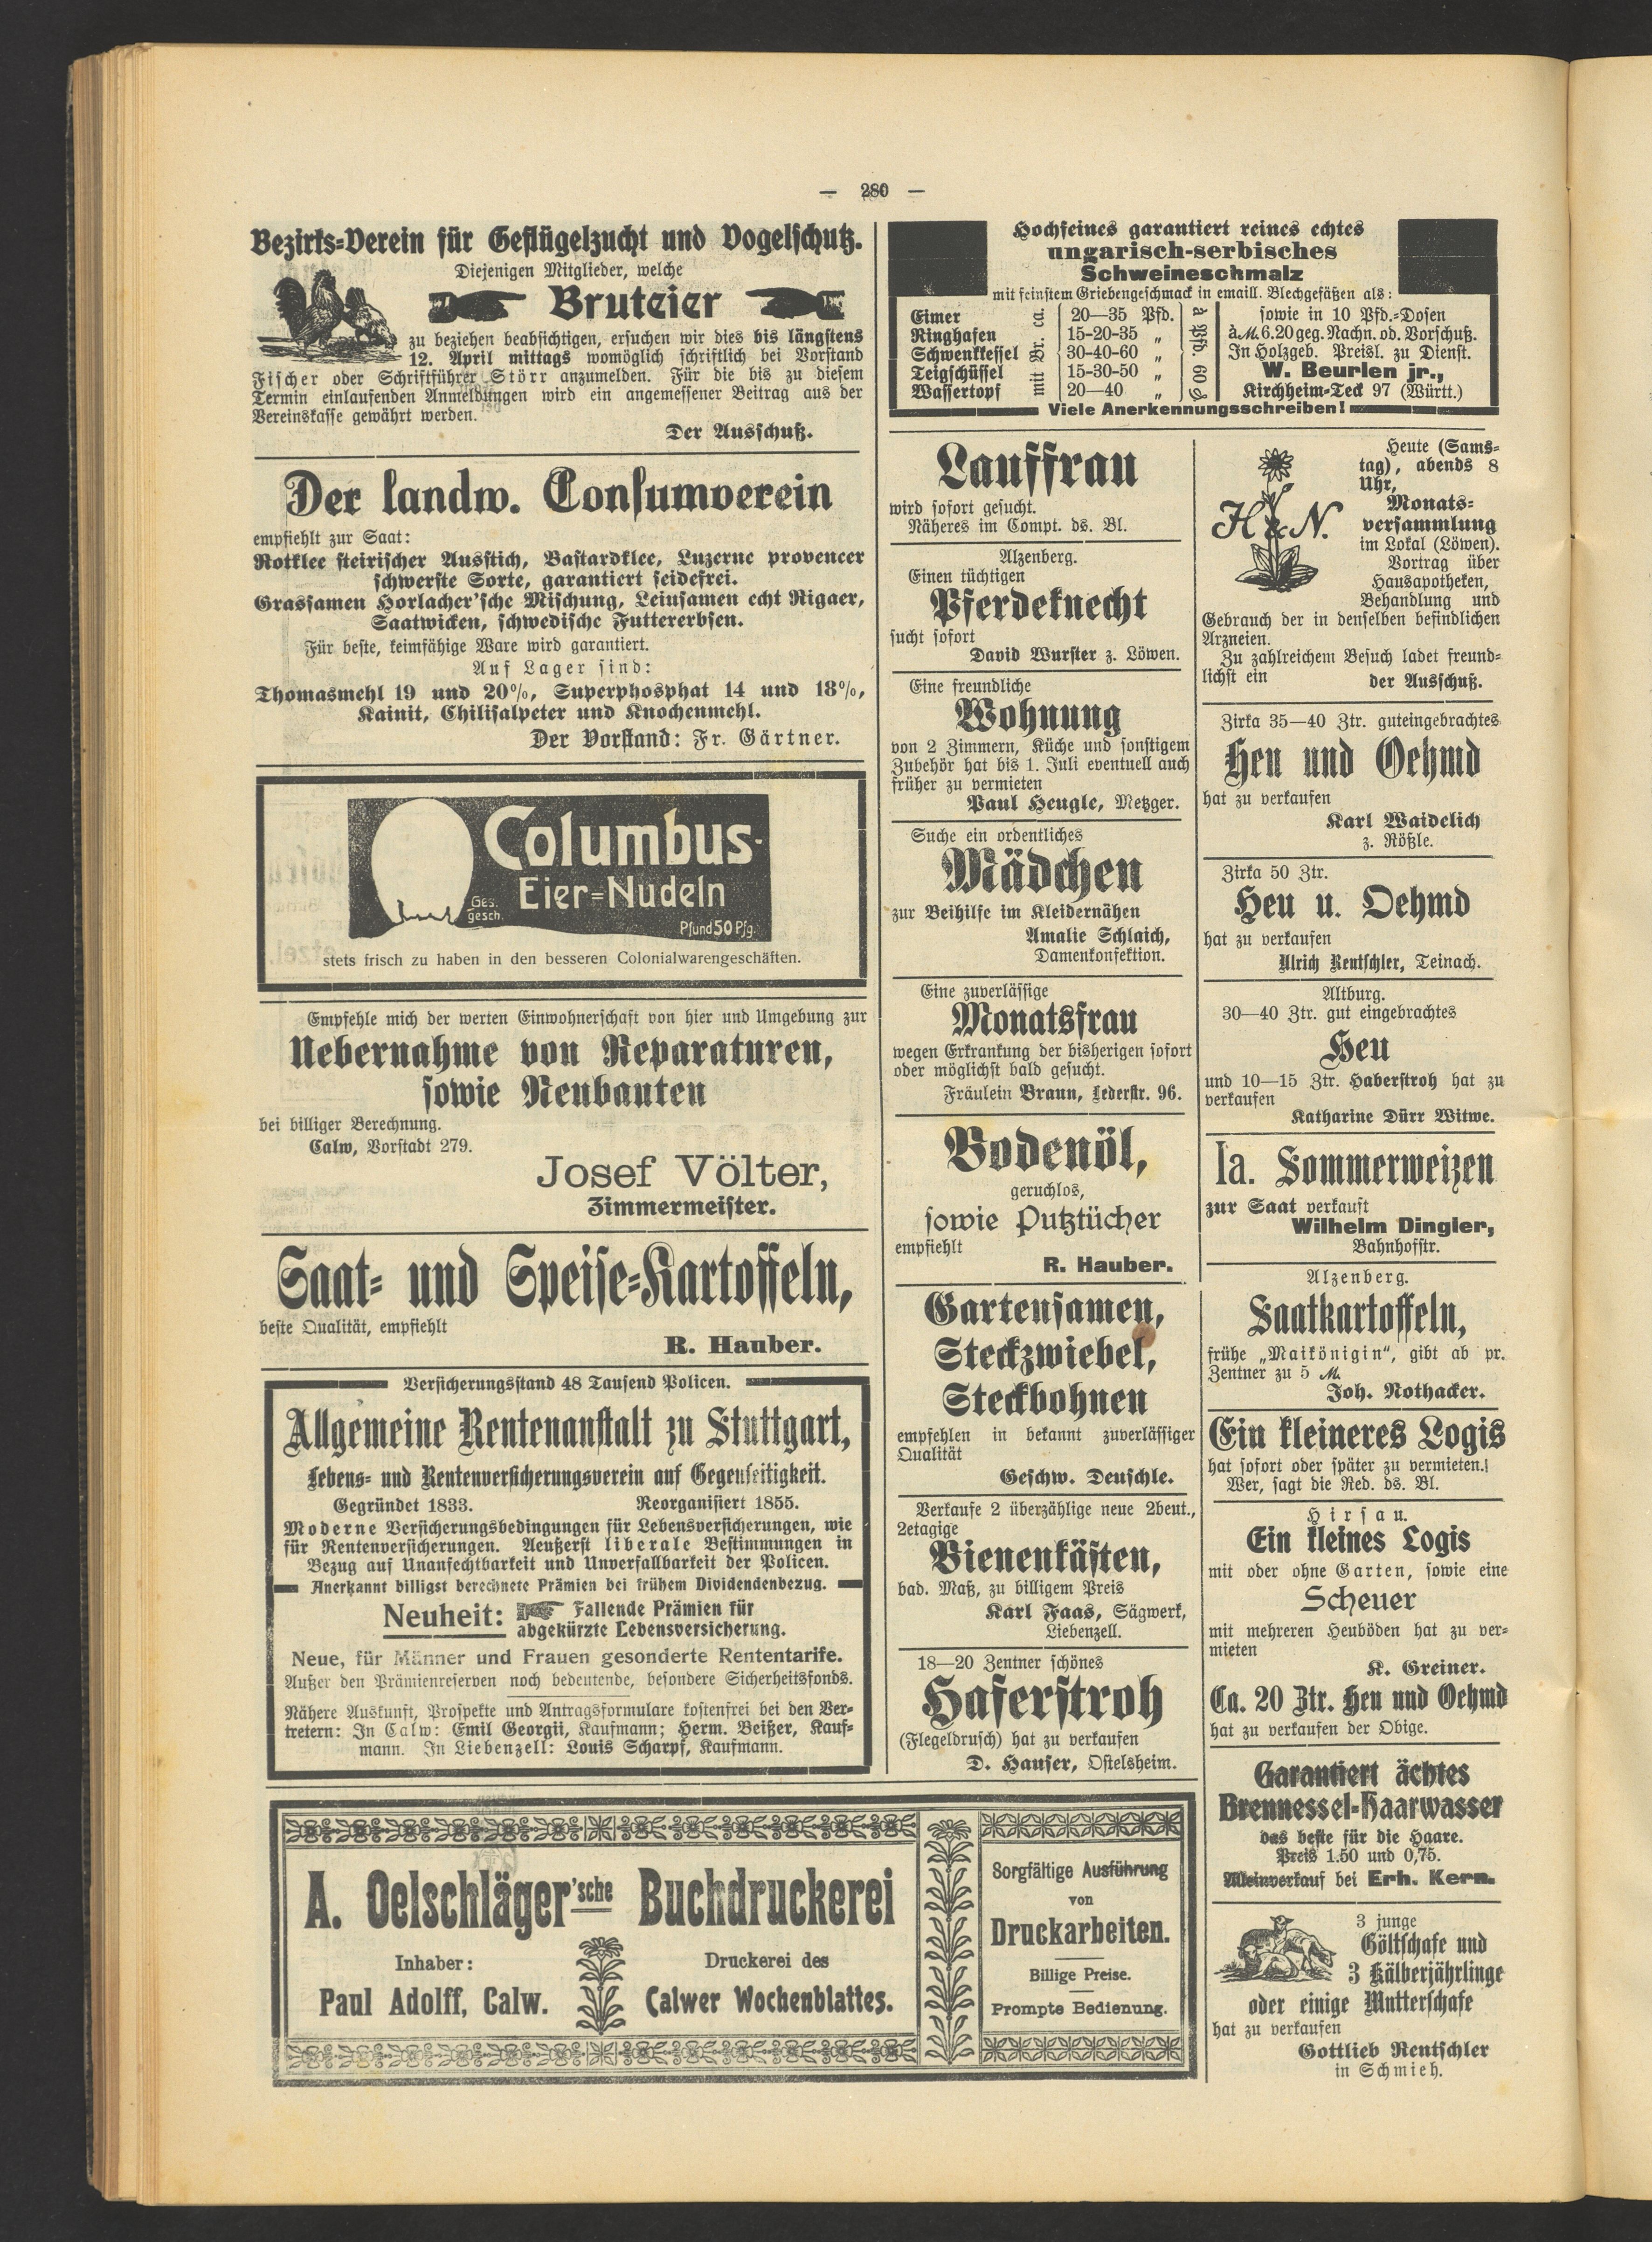 — 280 —
Bezirks-Verein für Geflügelzucht und Vogelschutz.
Diejenigen Mitglieder, welche
Bruteier
zu beziehen beabsichtigen, ersuchen wir dies bis längstens
12. April mittags womöglich schriftlich bei Vorstand
Fischer oder Schriftführer Störr anzumelden. Für die bis zu diesem
Termin einlaufenden Anmeldungen wird ein angemessener Beitrag aus der
Vereinskasse gewährt werden.
Der Ausschuß.
Der landw. Consumverein
empfiehlt zur Saat:
Rotklee steirischer Ausstich, Bastardklee, Luzerne provencer
schwerste Sorte, garantiert seidefrei.
Grassamen Horlacher'sche Mischung, Leinsamen echt Rigaer,
Saatwicken, schwedische Futtererbsen.
Für beste, keimfähige Ware wird garantiert.
Auf Lager sind:
Thomasmehl 19 und 20%, Superphosphat 14 und 18%,
Kainit, Chilisalpeter und Knochenmehl.
Der Vorstand: Fr. Gärtner.
Columbus-
Eier=Nudeln
Ges.
gesch.
Pfund 50 Pfg.
stets frisch zu haben in den besseren Colonialwarengeschäften.
Empfehle mich der werten Einwohnerschaft von hier und Umgebung zur
Uebernahme von Reparaturen,
sowie Neubauten
bei billiger Berechnung.
Calw, Vorstadt 279.
Josef Völter,
Zimmermeister.
Saat- und Speise-Kartoffeln,
beste Qualität, empfiehlt
R. Hauber.
Versicherungsstand 48 Tausend Policen.
Allgemeine Rentenanstalt zu Stuttgart,
Lebens- und Rentenversicherungsverein auf Gegenseitigkeit.
Gegründet 1833. Reorganisiert 1855.
Moderne Versicherungsbedingungen für Lebensversicherungen, wie
für Rentenversicherungen. Aeußerst liberale Bestimmungen in
Bezug auf Unanfechtbarkeit und Unverfallbarkeit der Policen.
Anerkannt billigst berechnete Prämien bei frühem Dividendenbezug.
Neuheit: Fallende Prämien für
abgekürzte Lebensversicherung.
Neue, für Männer und Frauen gesonderte Rententarife.
Außer den Prämienreserven noch bedeutende, besondere Sicherheitsfonds.
Nähere Auskunft, Prospekte und Antragsformulare kostenfrei bei den Ver-
tretern: In Calw: Emil Georgii, Kaufmann; Herm. Beißer, Kauf-
mann. In Liebenzell: Louis Scharpf, Kaufmann.
Hochfeines garantiert reines echtes
ungarisch-serbisches
Schweineschmalz
mit feinstem Griebengeschmack in emaill. Blechgefäßen als:
Eimer
Ringhafen
Schwenkkessel
Teigschüssel
Wassertopf
mit Br. ca.
20—35 Pfd.
15-20-35 „
30-40-60 „
15-30-50 „
20—40 „
a Pfd. 60 ₰
sowie in 10 Pfd.-Dosen
à M. 6.20 geg. Nachn. od. Vorschuß.
In Holzgeb. Preisl. zu Dienst.
W. Beurlen jr.,
Kirchheim-Teck 97 (Württ.)
Viele Anerkennungsschreiben!
Lauffrau
wird sofort gesucht.
Näheres im Compt. ds. Bl.
Alzenberg.
Einen tüchtigen
Pferdeknecht
sucht sofort
David Wurster z. Löwen.
Eine freundliche
Wohnung
von 2 Zimmern, Küche und sonstigem
Zubehör hat bis 1. Juli eventuell auch
früher zu vermieten
Paul Heugle, Metzger.
Suche ein ordentliches
Mädchen
zur Beihilfe im Kleidernähen
Amalie Schlaich,
Damenkonfektion.
Eine zuverlässige
Monatsfrau
wegen Erkrankung der bisherigen sofort
oder möglichst bald gesucht.
Fräulein Braun, Lederstr. 96.
Bodenöl,
geruchlos,
sowie Putztücher
empfiehlt
R. Hauber.
Gartensamen,
Steckzwiebel,
Steckbohnen
empfehlen in bekannt zuverlässiger
Qualität
Geschw. Deuschle.
Verkaufe 2 überzählige neue 2beut.,
2etagige
Bienenkästen,
bad. Maß, zu billigem Preis
Karl Faas, Sägwerk,
Liebenzell.
18—20 Zentner schönes
Haferstroh
(Flegeldrusch) hat zu verkaufen
D. Hauser, Ostelsheim.
H & N.
Heute (Sams-
tag), abends 8
Uhr,
Monats-
versammlung
im Lokal (Löwen).
Vortrag über
Hausapotheken,
Behandlung und
Gebrauch der in denselben befindlichen
Arzneien.
Zu zahlreichem Besuch ladet freund-
lichst ein der Ausschuß.
Zirka 35—40 Ztr. guteingebrachtes
Heu und Oehmd
hat zu verkaufen
Karl Waidelich
z. Rößle.
Zirka 50 Ztr.
Heu u. Oehmd
hat zu verkaufen
Ulrich Rentschler, Teinach.
Altburg.
30—40 Ztr. gut eingebrachtes
Heu
und 10—15 Ztr. Haberstroh hat zu
verkaufen
Katharine Dürr Witwe.
Ia. Sommerweizen
zur Saat verkauft
Wilhelm Dingler,
Bahnhofstr.
Alzenberg.
Saatkartoffeln,
frühe „Maikönigin“, gibt ab pr.
Zentner zu 5 M.
Joh. Rothacker.
Ein kleineres Logis
hat sofort oder später zu vermieten.
Wer, sagt die Red. ds. Bl.
Hirsau.
Ein kleines Logis
mit oder ohne Garten, sowie eine
Scheuer
mit mehreren Heuböden hat zu ver-
mieten
K. Greiner.
Ca. 20 Ztr. Heu und Oehmd
hat zu verkaufen der Obige.
Garantiert ächtes
Brennessel-Haarwasser
das beste für die Haare.
Preis 1.50 und 0,75.
Alleinverkauf bei Erh. Kern.
3 junge
Göltschafe und
3 Kälberjährlinge
oder einige Mutterschafe
hat zu verkaufen
Gottlieb Rentschler
in Schmieh.
A. Oelschläger'sche Buchdruckerei
Inhaber:
Paul Adolff, Calw.
Druckerei des
Calwer Wochenblattes.
Sorgfältige Ausführung
von
Druckarbeiten.
Billige Preise.
Prompte Bedienung.